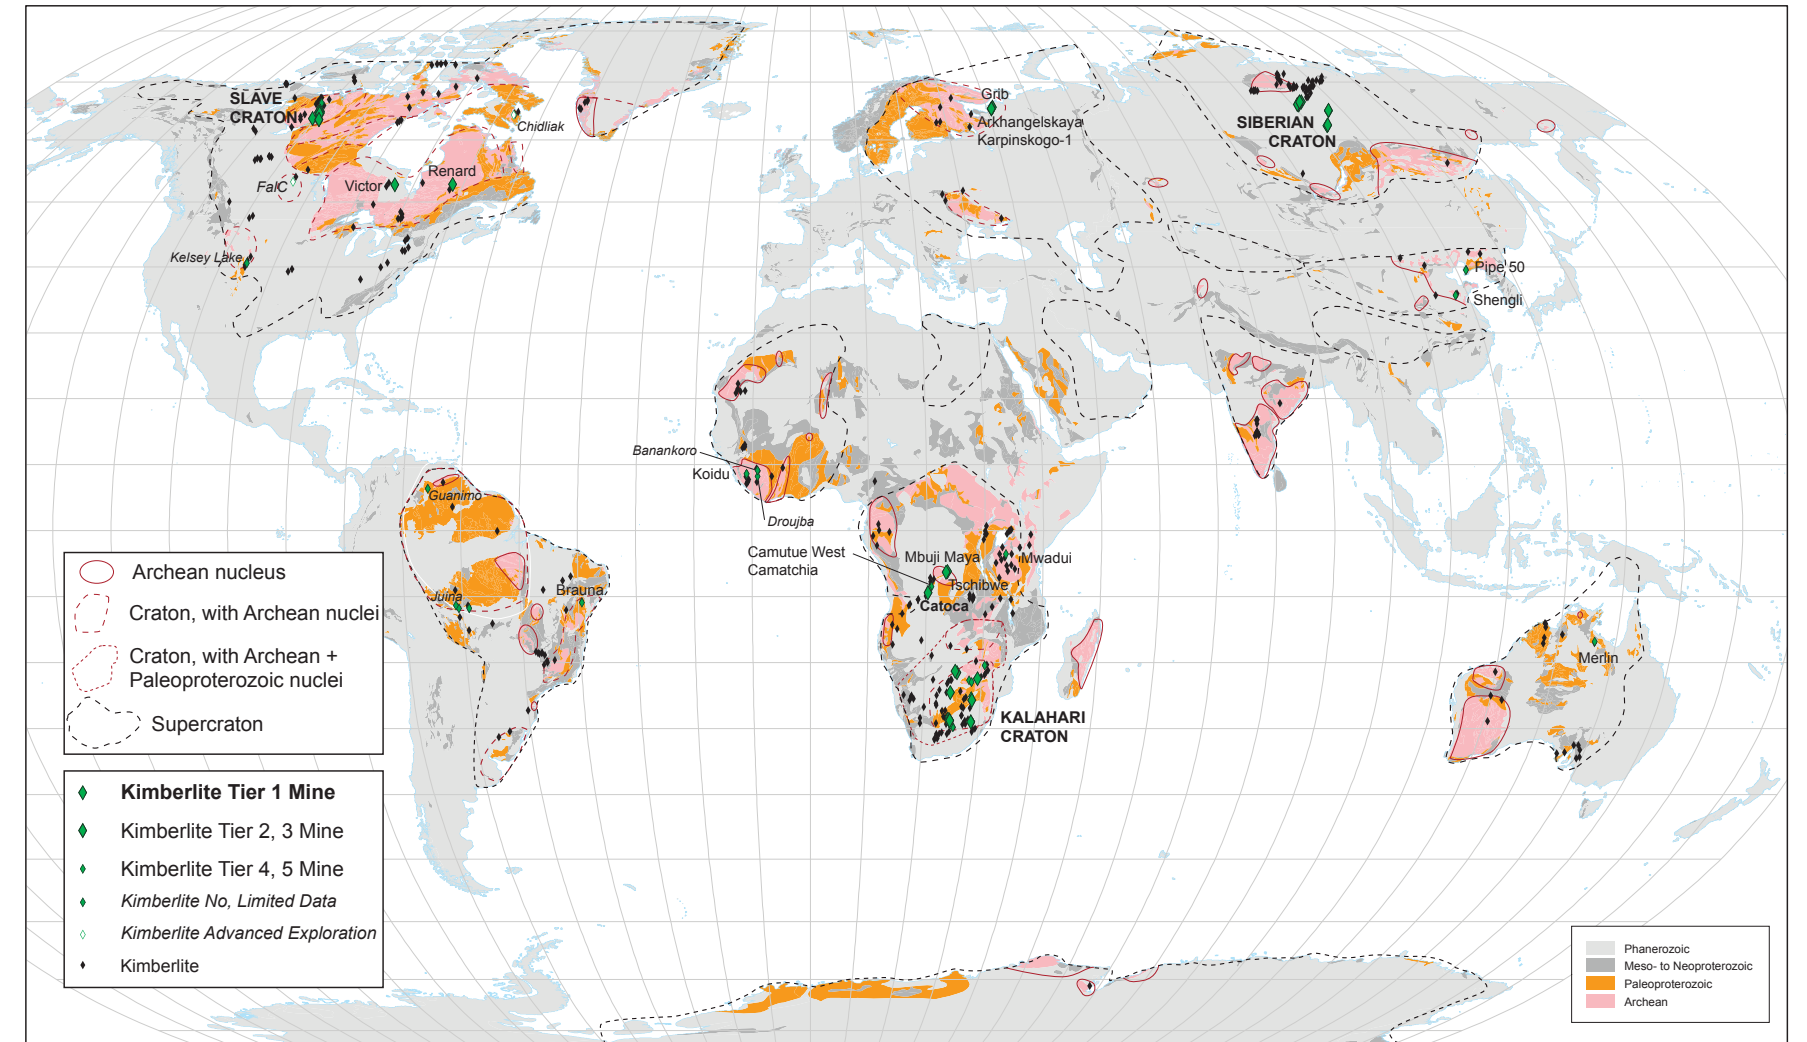 SLAVE
CRATON
Chidliak
FalC
Victor
Renard
Kelsey Lake
Grib
Arkhangelskaya
Karpinskogo-1
SIBERIAN
CRATON
Pipe 50
Shengli
Banankoro
Koidu
Droujba
Guanimo
Juina
Brauna
Camutue West
Camatchia
Mbuji Maya
Tschibwe
Mwadui
Catoca
KALAHARI
CRATON
Merlin
Archean nucleus
Craton, with Archean nuclei
Craton, with Archean +
Paleoproterozoic nuclei
Supercraton
Kimberlite Tier 1 Mine
Kimberlite Tier 2, 3 Mine
Kimberlite Tier 4, 5 Mine
Kimberlite No, Limited Data
Kimberlite Advanced Exploration
Kimberlite
Phanerozoic
Meso- to Neoproterozoic
Paleoproterozoic
Archean